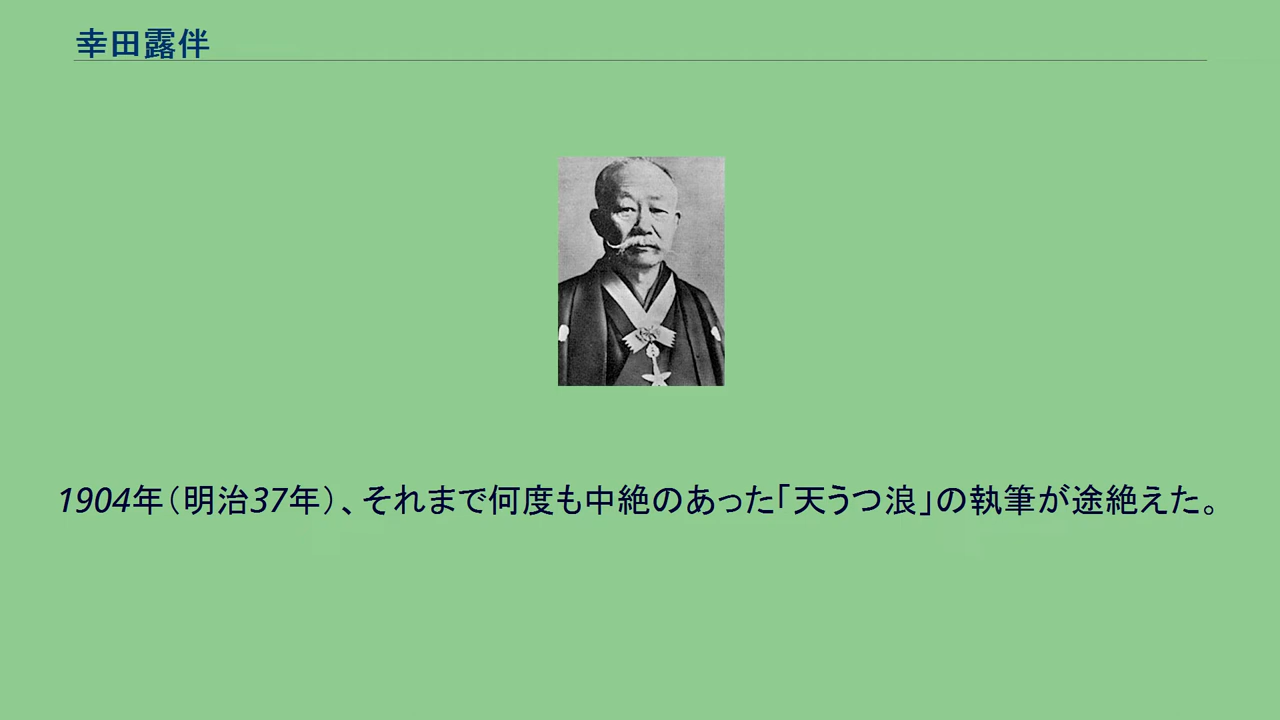 幸田露伴
1904年（明治37年）、それまで何度も中絶のあった「天うつ浪」の執筆が途絶えた。